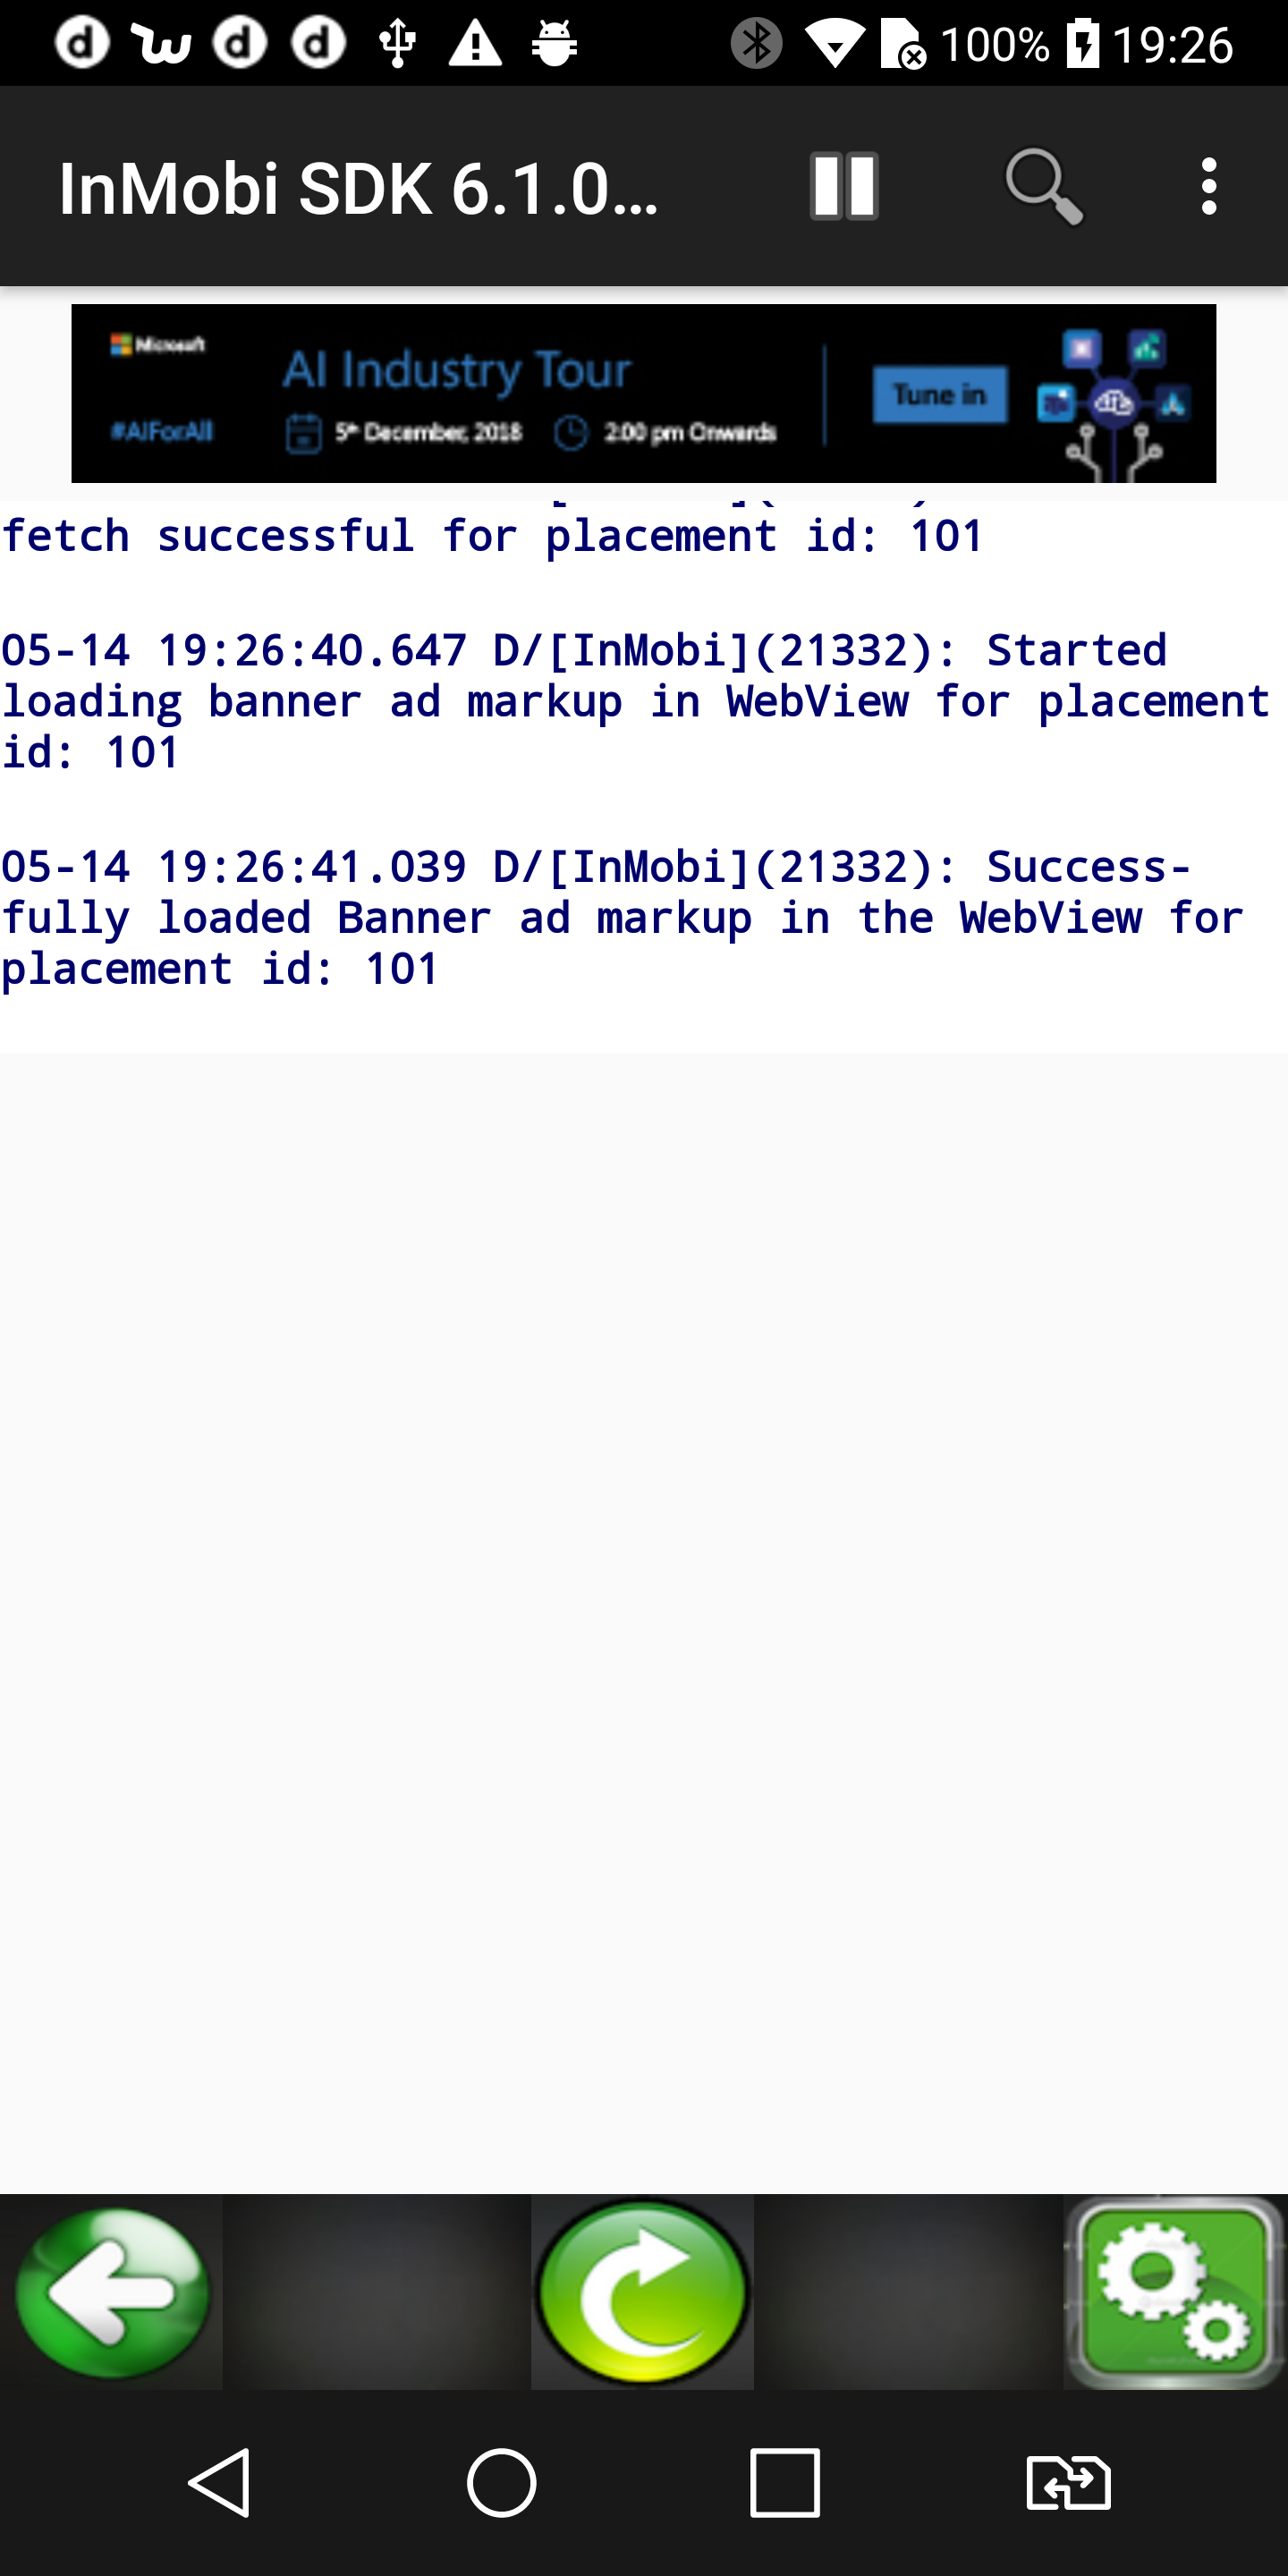 100% 19:26
InMobi SDK 6.1.0...
Microsoft
AI Industry Tour
Tune in
#AIForAll
5th December, 2018
2:00 pm Onwards
fetch successful for placement id: 101
05-14 19:26:40.647 D/[InMobi](21332): Started
loading banner ad markup in WebView for placement
id: 101
05-14 19:26:41.039 D/[InMobi](21332): Success-
fully loaded Banner ad markup in the WebView for
placement id: 101